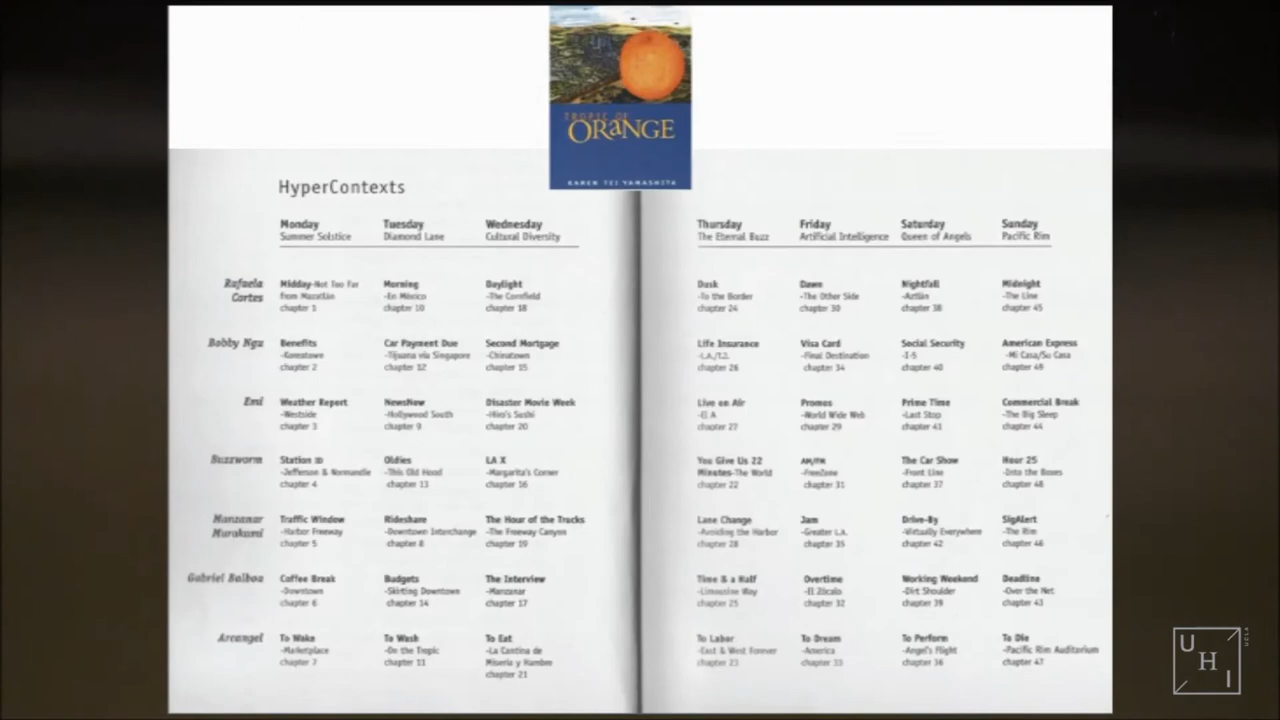 TROPIC OF
ORaNGE
KAREN TEI YAMASHITA
HyperContexts
Monday Tuesday Wednesday Thursday Friday Saturday Sunday
Summer Solstice Diamond Lane Cultural Diversity The Eternal Buzz Artificial Intelligence Queen of Angels Pacific Rim
Rafaela Midday-Not Too Far Morning Daylight Dusk Dawn Nightfall Midnight
Cortes from Mazatlán -En México -The Cornfield -To the Border -The Other Side -Aztlán -The Line
chapter 1 chapter 10 chapter 18 chapter 24 chapter 30 chapter 38 chapter 45
Bobby Ngu Benefits Car Payment Due Second Mortgage Life Insurance Visa Card Social Security American Express
-Koreatown -Tijuana via Singapore -Chinatown -L.A./T.J. -Final Destination -I-5 -Mi Casa/Su Casa
chapter 2 chapter 12 chapter 15 chapter 26 chapter 34 chapter 40 chapter 49
Emi Weather Report NewsNow Disaster Movie Week Live on Air Promos Prime Time Commercial Break
-Westside -Hollywood South -Hiro's Sushi -El A -World Wide Web -Last Stop -The Big Sleep
chapter 3 chapter 9 chapter 20 chapter 27 chapter 29 chapter 41 chapter 44
Buzzworm Station ID Oldies LA X You Give Us 22 AM/FM The Car Show Hour 25
-Jefferson & Normandie -This Old Hood -Margarita's Corner Minutes-The World -FreeZone -Front Line -Into the Boxes
chapter 4 chapter 13 chapter 16 chapter 22 chapter 31 chapter 37 chapter 48
Manzanar Traffic Window Rideshare The Hour of the Trucks Lane Change Jam Drive-By SigAlert
Murakami -Harbor Freeway -Downtown Interchange -The Freeway Canyon -Avoiding the Harbor -Greater L.A. -Virtually Everywhere -The Rim
chapter 5 chapter 8 chapter 19 chapter 28 chapter 35 chapter 42 chapter 46
Gabriel Balboa Coffee Break Budgets The Interview Time & a Half Overtime Working Weekend Deadline
-Downtown -Skirting Downtown -Manzanar -Limousine Way -El Zócalo -Dirt Shoulder -Over the Net
chapter 6 chapter 14 chapter 17 chapter 25 chapter 32 chapter 39 chapter 43
Arcangel To Wake To Wash To Eat To Labor To Dream To Perform To Die
-Marketplace -On the Tropic -La Cantina de -East & West Forever -America -Angel's Flight -Pacific Rim Auditorium
chapter 7 chapter 11 Miseria y Hambre chapter 23 chapter 33 chapter 36 chapter 47
chapter 21
U
H
I
UCLA